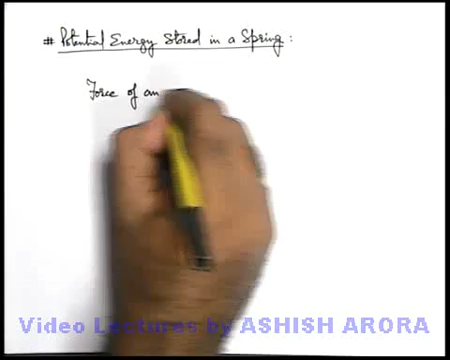 # Potential Energy Stored in a Spring :
Force of an
Video Lectures by ASHISH ARORA